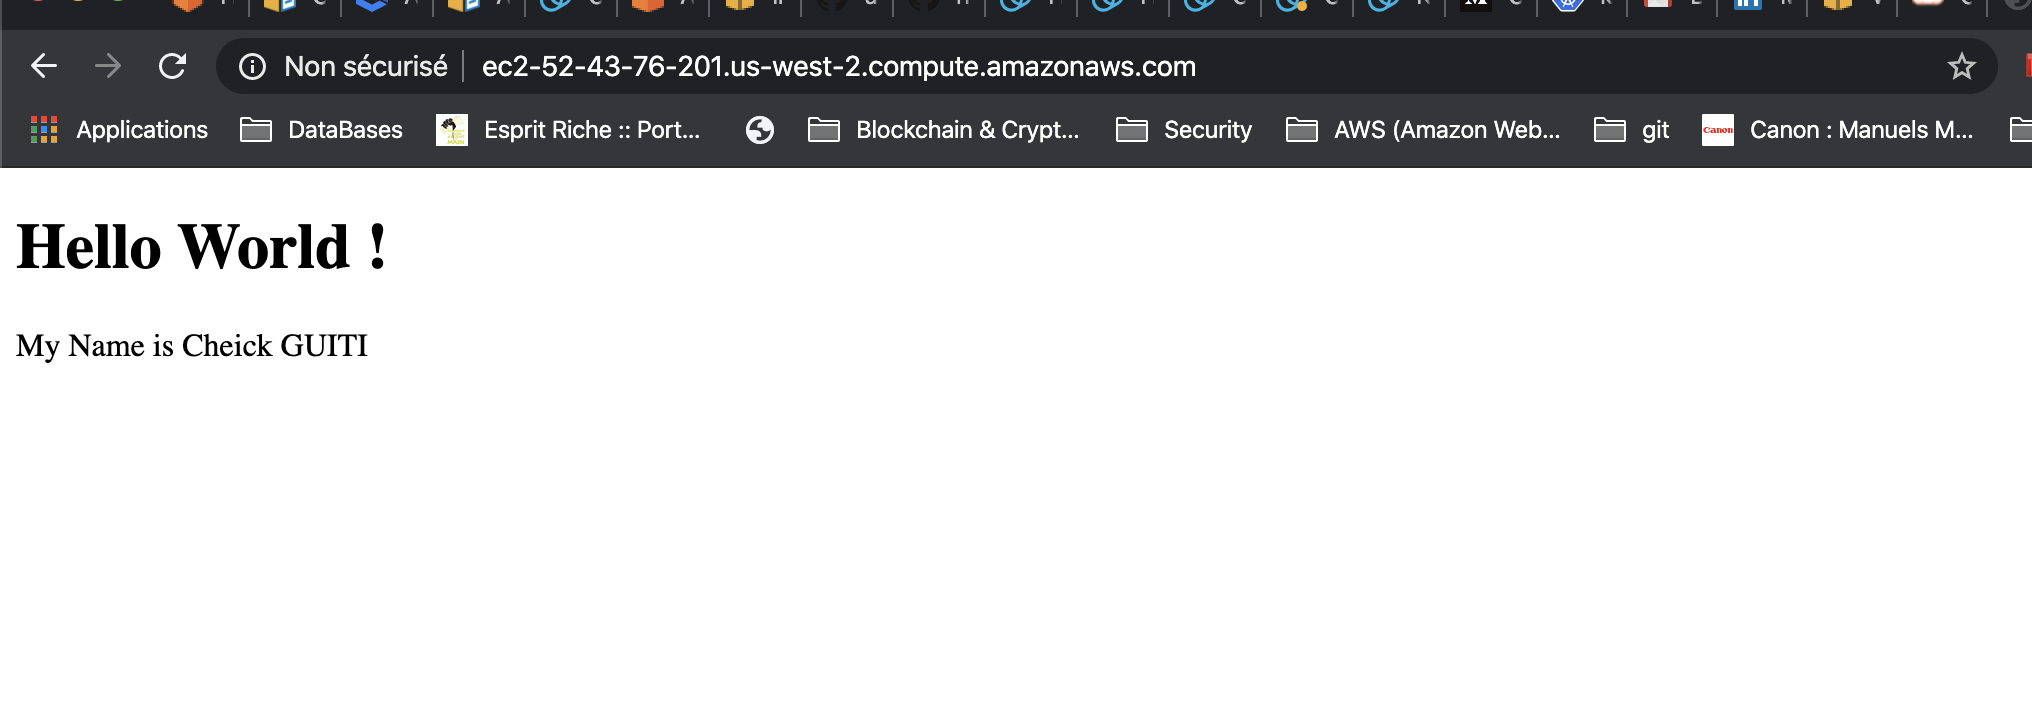 Non sécurisé ec2-52-43-76-201.us-west-2.compute.amazonaws.com
Applications DataBases Esprit Riche :: Port... Blockchain & Crypt... Security AWS (Amazon Web... git Canon Canon : Manuels M...
Hello World !
My Name is Cheick GUITI